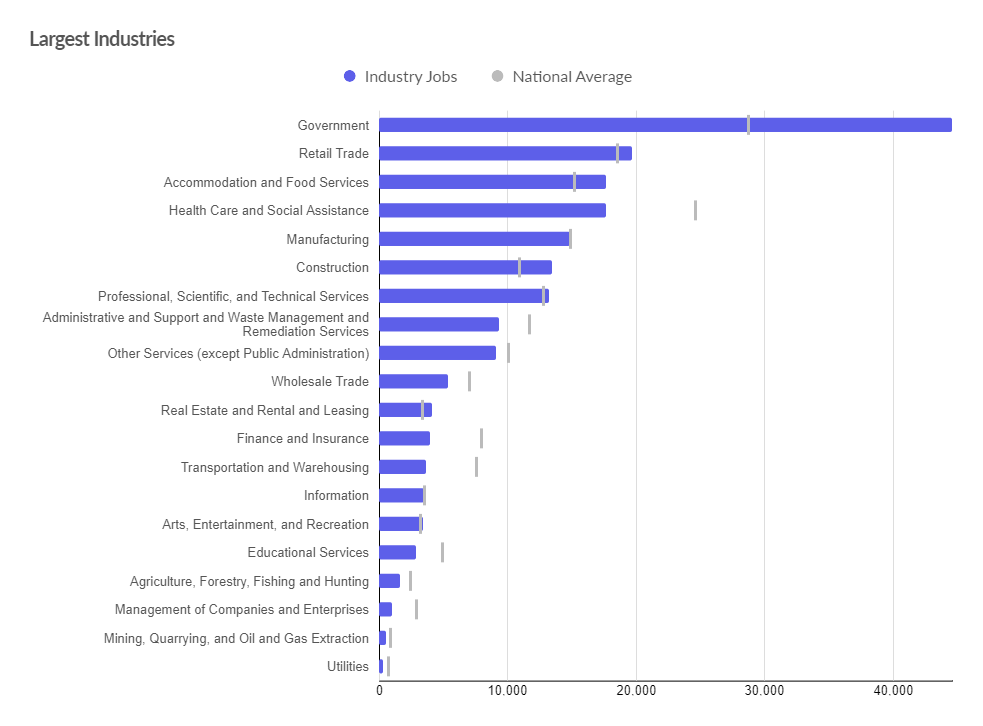 Largest Industries
Industry Jobs
National Average
Government
Retail Trade
Accommodation and Food Services
Health Care and Social Assistance
Manufacturing
Construction
Professional, Scientific, and Technical Services
Administrative and Support and Waste Management and
Remediation Services
Other Services (except Public Administration)
Wholesale Trade
Real Estate and Rental and Leasing
Finance and Insurance
Transportation and Warehousing
Information
Arts, Entertainment, and Recreation
Educational Services
Agriculture, Forestry, Fishing and Hunting
Management of Companies and Enterprises
Mining, Quarrying, and Oil and Gas Extraction
Utilities
0 10.000 20.000 30.000 40.000